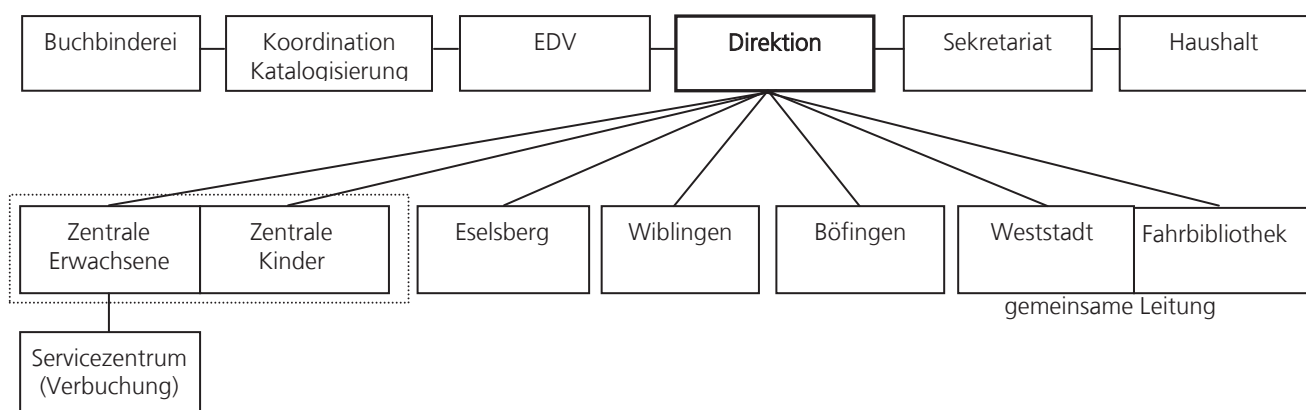 Buchbinderei
Koordination
Katalogisierung
EDV
Direktion
Sekretariat
Haushalt
Zentrale
Erwachsene
Zentrale
Kinder
Eselsberg
Wiblingen
Böfingen
Weststadt
Fahrbibliothek
gemeinsame Leitung
Servicezentrum
(Verbuchung)